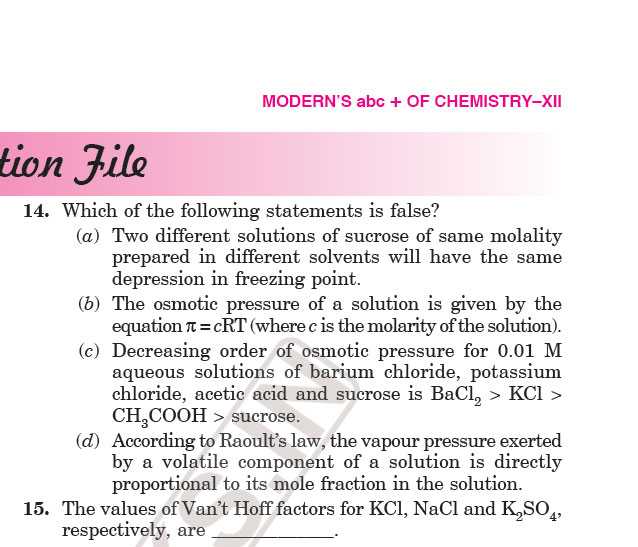 MODERN'S abc + OF CHEMISTRY–XII
tion File
14. Which of the following statements is false?
(a) Two different solutions of sucrose of same molality
prepared in different solvents will have the same
depression in freezing point.
(b) The osmotic pressure of a solution is given by the
equation π = cRT (where c is the molarity of the solution).
(c) Decreasing order of osmotic pressure for 0.01 M
aqueous solutions of barium chloride, potassium
chloride, acetic acid and sucrose is BaCl₂ > KCl >
CH₃COOH > sucrose.
(d) According to Raoult's law, the vapour pressure exerted
by a volatile component of a solution is directly
proportional to its mole fraction in the solution.
15. The values of Van't Hoff factors for KCl, NaCl and K₂SO₄,
respectively, are ____________.